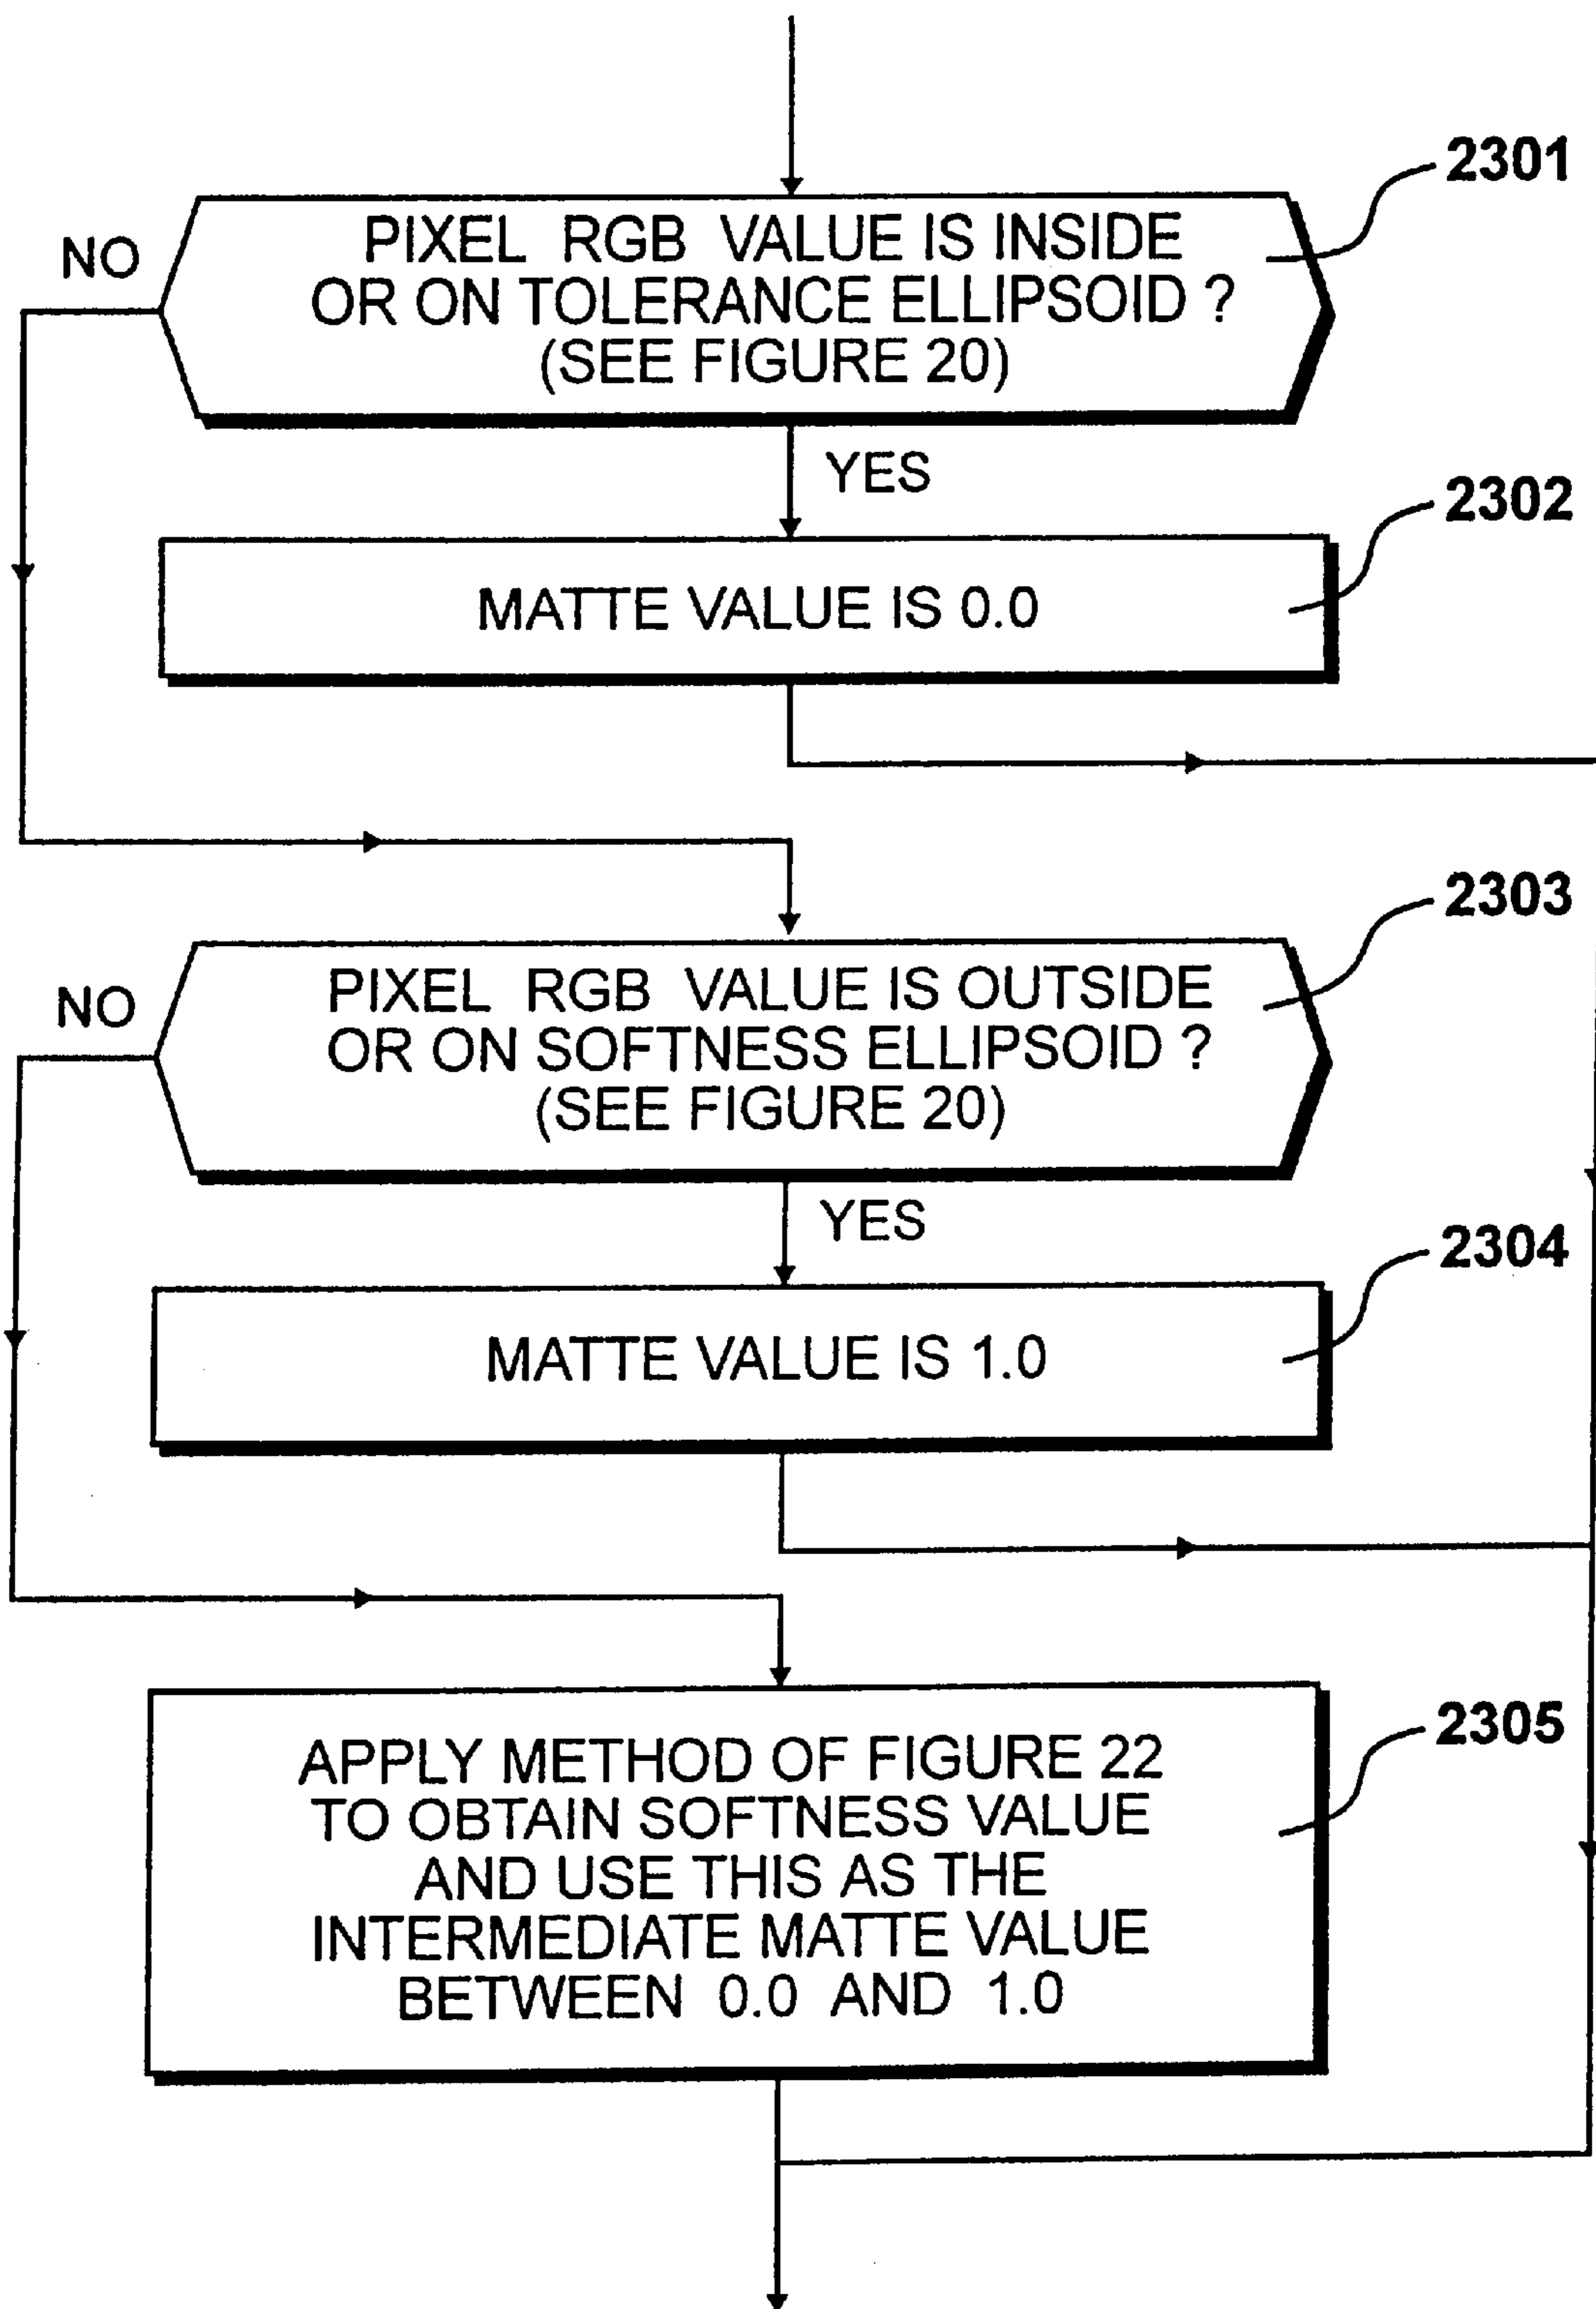 2301
PIXEL RGB VALUE IS INSIDE
OR ON TOLERANCE ELLIPSOID ?
(SEE FIGURE 20)
NO
YES
2302
MATTE VALUE IS 0.0
2303
PIXEL RGB VALUE IS OUTSIDE
OR ON SOFTNESS ELLIPSOID ?
(SEE FIGURE 20)
NO
YES
2304
MATTE VALUE IS 1.0
2305
APPLY METHOD OF FIGURE 22
TO OBTAIN SOFTNESS VALUE
AND USE THIS AS THE
INTERMEDIATE MATTE VALUE
BETWEEN 0.0 AND 1.0